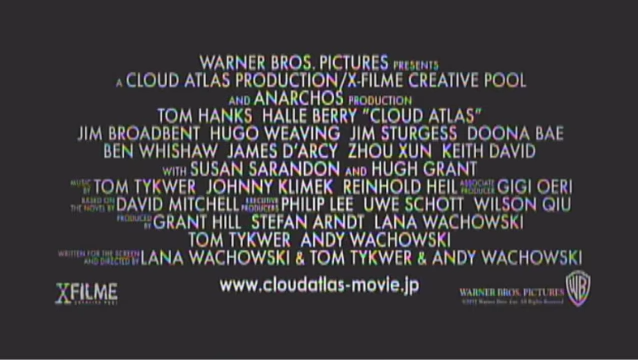 WARNER BROS. PICTURES PRESENTS
A CLOUD ATLAS PRODUCTION/X-FILME CREATIVE POOL
AND ANARCHOS PRODUCTION
TOM HANKS HALLE BERRY "CLOUD ATLAS"
JIM BROADBENT HUGO WEAVING JIM STURGESS DOONA BAE
BEN WHISHAW JAMES D'ARCY ZHOU XUN KEITH DAVID
WITH SUSAN SARANDON AND HUGH GRANT
MUSIC BY TOM TYKWER JOHNNY KLIMEK REINHOLD HEIL ASSOCIATE PRODUCER GIGI OERI
BASED ON THE NOVEL BY DAVID MITCHELL EXECUTIVE PRODUCERS PHILIP LEE UWE SCHOTT WILSON QIU
PRODUCED BY GRANT HILL STEFAN ARNDT LANA WACHOWSKI
TOM TYKWER ANDY WACHOWSKI
WRITTEN FOR THE SCREEN AND DIRECTED BY LANA WACHOWSKI & TOM TYKWER & ANDY WACHOWSKI
www.cloudatlas-movie.jp
XFILME
CREATIVE POOL
WARNER BROS. PICTURES
WB